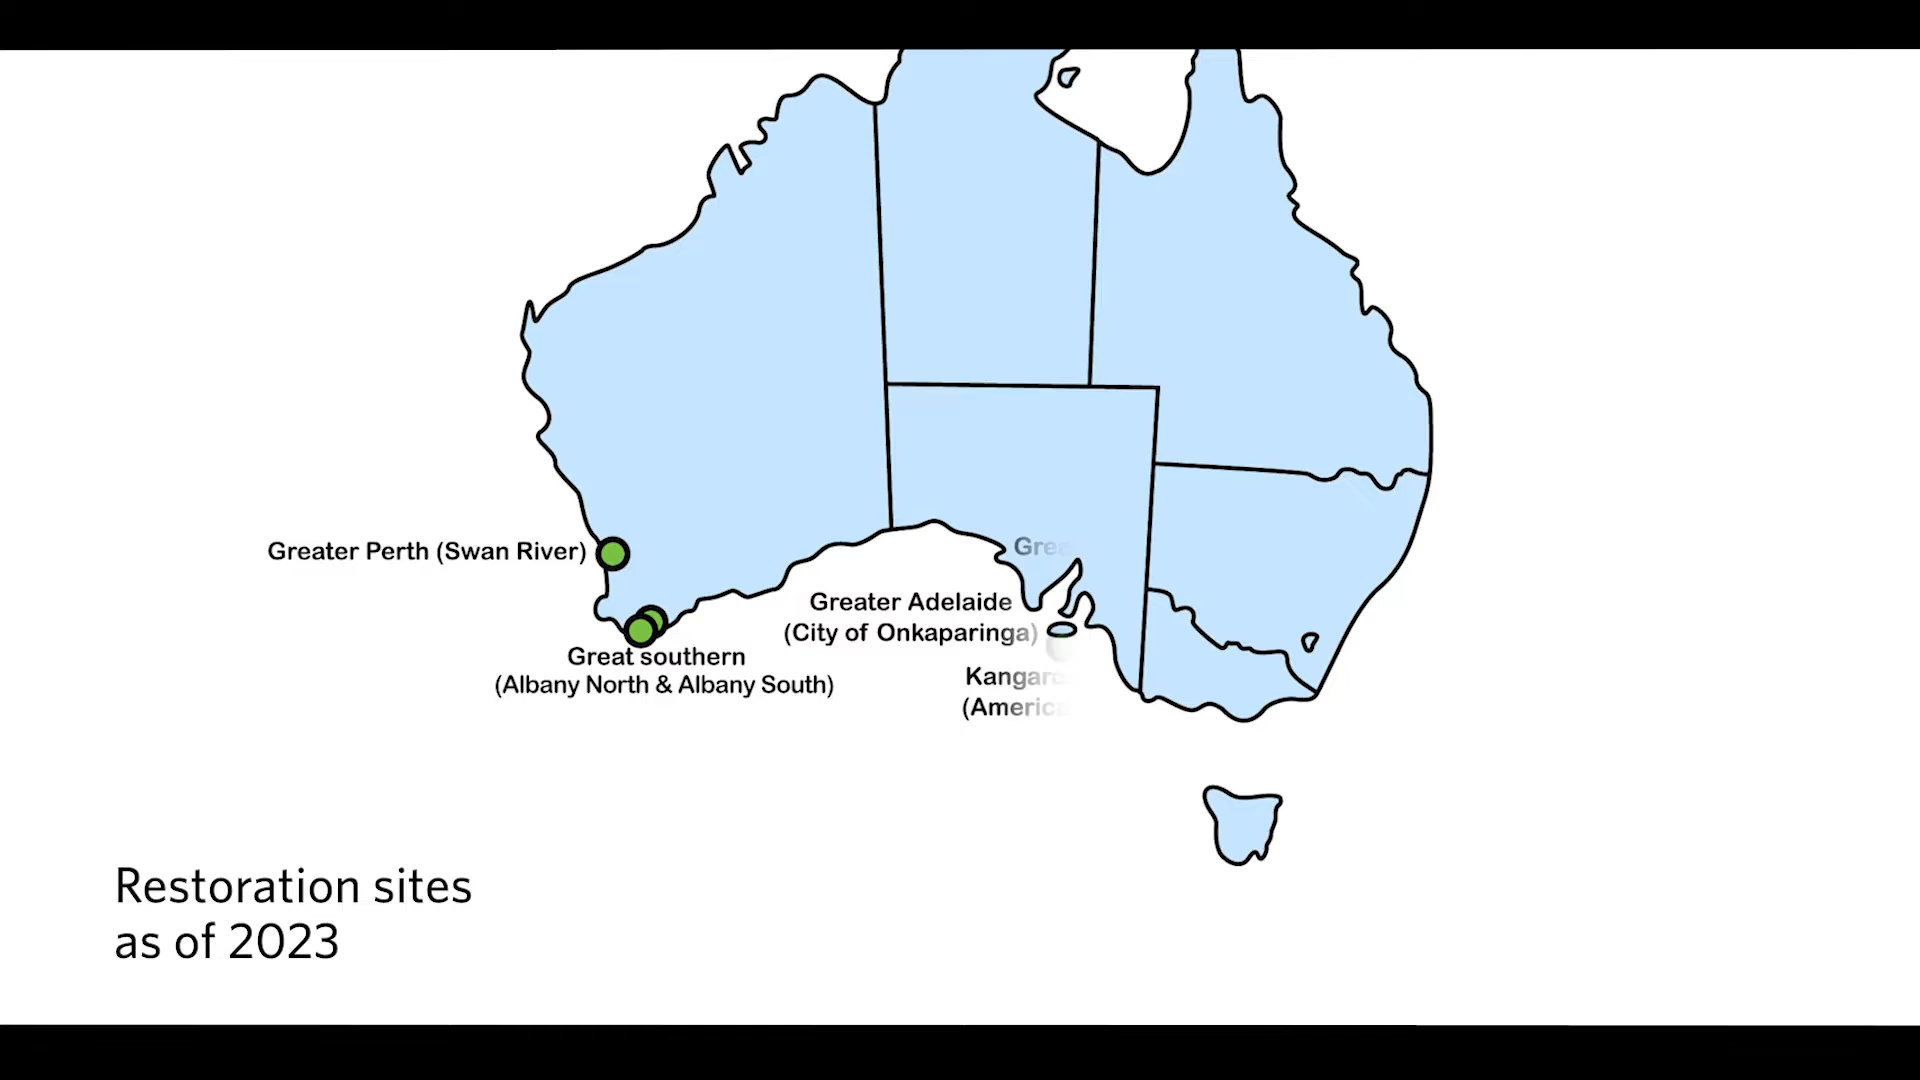 Greater Perth (Swan River)
Greater Adelaide
(City of Onkaparinga)
Great southern
(Albany North & Albany South)
Restoration sites
as of 2023